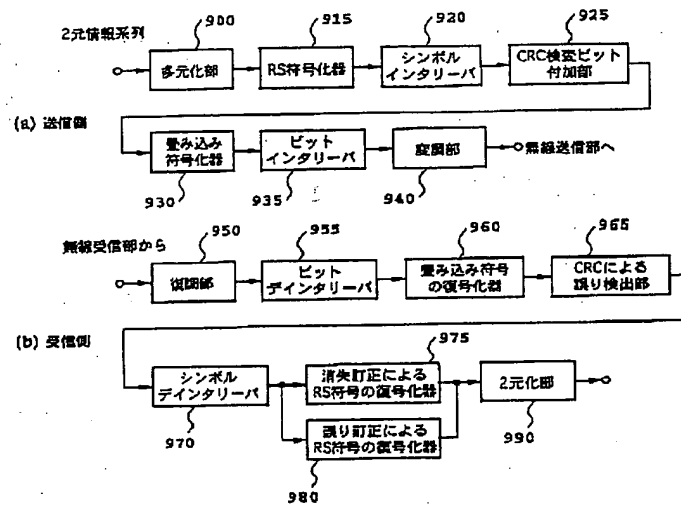 900
915
920
925
2元情報系列
多元化部
RS符号化器
シンボル
インタリーバ
CRC検査ビット
付加部
(a) 送信側
畳み込み
符号化器
ビット
インタリーバ
変調部
無線送信部へ
930
935
940
無線受信部から
950
955
960
965
復調部
ビット
デインタリーバ
畳み込み符号
の復号化器
CRCによる
誤り検出部
(b) 受信側
975
シンボル
デインタリーバ
消失訂正による
RS符号の復号化器
2元化部
970
990
誤り訂正による
RS符号の復号化器
980